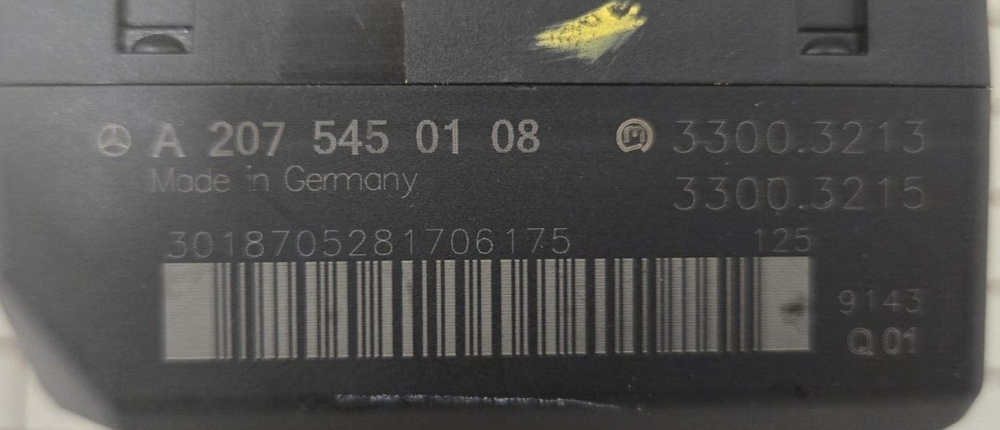 A 207 545 01 08 3300.3213
Made in Germany 3300.3215
3018705281706175 125
9143
Q 01